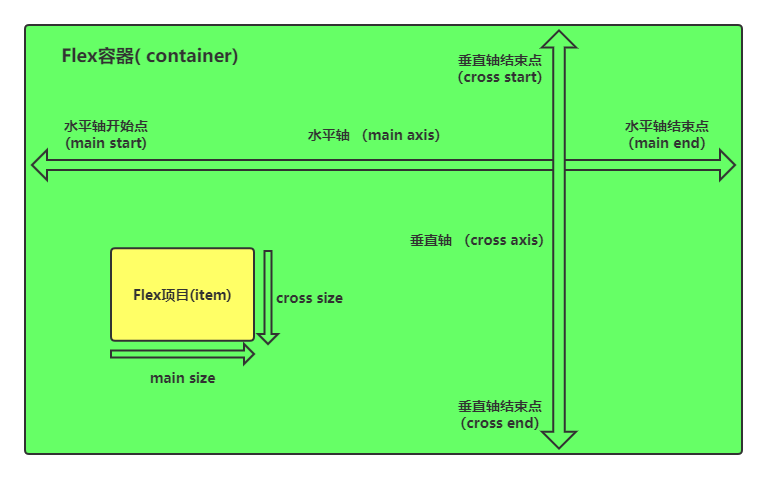 Flex容器( container)
垂直轴结束点
(cross start)
水平轴开始点
(main start)
水平轴 （main axis)
水平轴结束点
(main end)
垂直轴 （cross axis)
Flex项目(item)
cross size
main size
垂直轴结束点
(cross end)